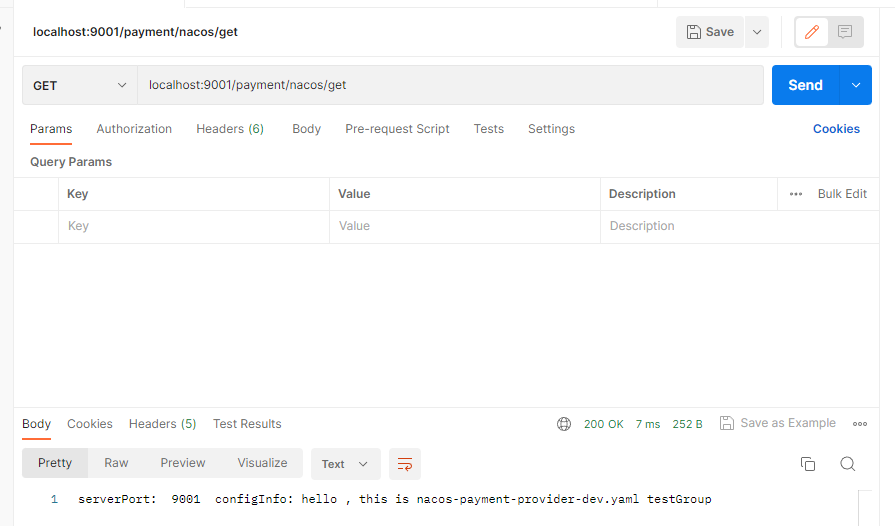 localhost:9001/payment/nacos/get
Save
GET
localhost:9001/payment/nacos/get
Send
Params Authorization Headers (6) Body Pre-request Script Tests Settings Cookies
Query Params
Key Value Description ••• Bulk Edit
Key Value Description
Body Cookies Headers (5) Test Results 200 OK 7 ms 252 B Save as Example
Pretty Raw Preview Visualize Text
1 serverPort: 9001 configInfo: hello , this is nacos-payment-provider-dev.yaml testGroup